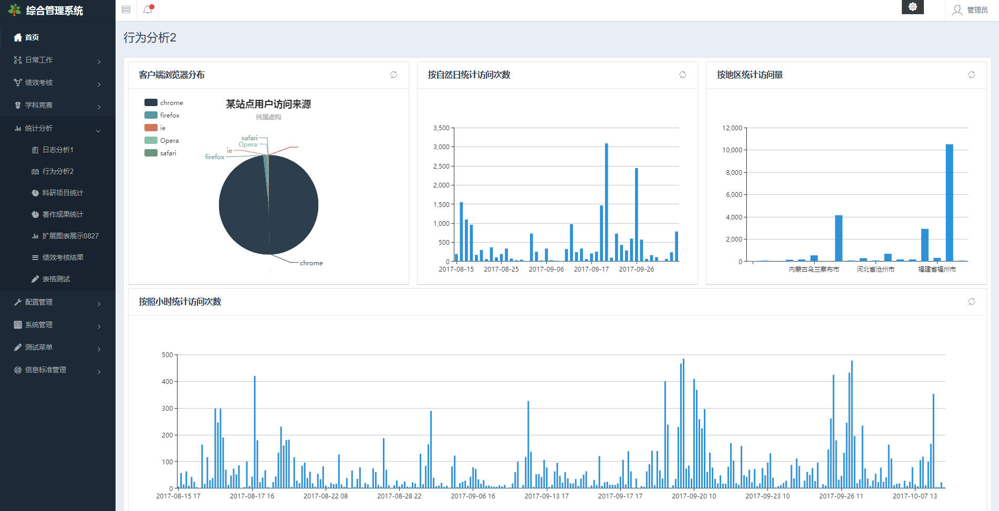 综合管理系统
管理员
首页
日常工作
绩效考核
学科竞赛
统计分析
日志分析1
行为分析2
科研项目统计
著作成果统计
扩展图表展示0827
绩效考核结果
表格测试
配置管理
系统管理
测试菜单
信息标准管理
行为分析2
客户端浏览器分布
chrome
firefox
ie
Opera
safari
某站点用户访问来源
纯属虚构
safari
Opera
ie
firefox
chrome
按自然日统计访问次数
3,500
3,000
2,500
2,000
1,500
1,000
500
0
2017-08-15 2017-08-25 2017-09-06 2017-09-17 2017-09-26
按地区统计访问量
12,000
10,000
8,000
6,000
4,000
2,000
0
内蒙古乌兰察布市 河北省沧州市 福建省福州市
按照小时统计访问次数
500
400
300
200
100
0
2017-08-15 17 2017-08-17 16 2017-08-22 08 2017-08-28 22 2017-09-06 16 2017-09-13 17 2017-09-17 17 2017-09-20 10 2017-09-23 10 2017-09-26 11 2017-10-07 13